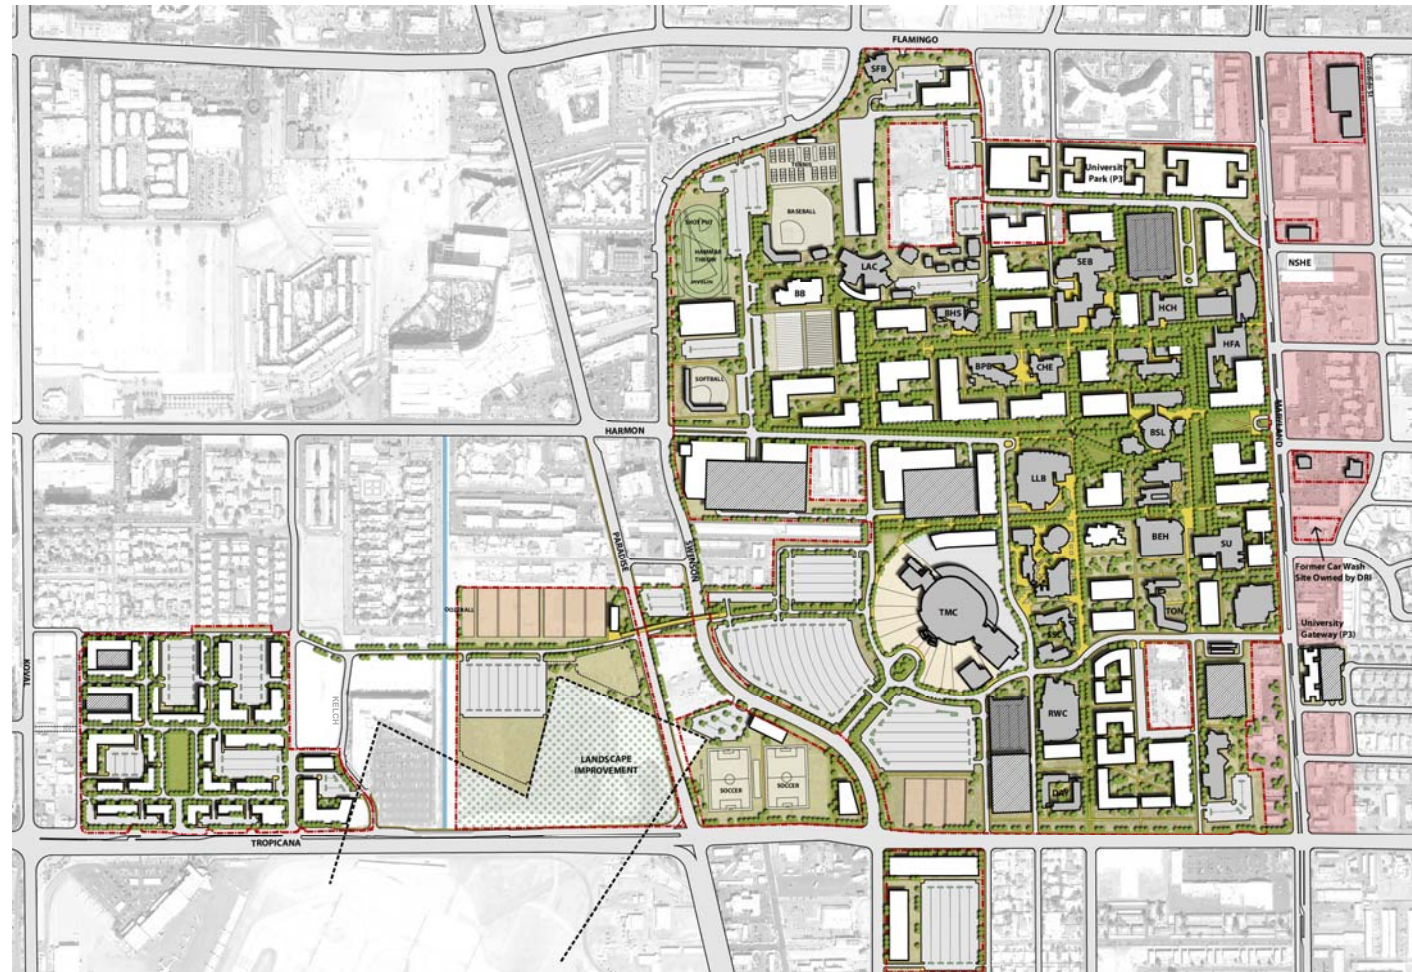 FLAMINGO
SFB
TENNIS
University
Park (P3)
SHOT PUT
BASEBALL
HAMMER
THROW
LAC
SEB
NSHE
JAVELIN
BB
BHS
HCH
HFA
BPB
CHE
SOFTBALL
HARMON
MARYLAND
BSL
LLB
PARADISE
SWENSON
BEH
SU
Former Car Wash
Site Owned by DRI
TMC
TON
University
Gateway (P3)
KOVAL
KELCH
RWC
LANDSCAPE
IMPROVEMENT
SOCCER
SOCCER
DAY
TROPICANA